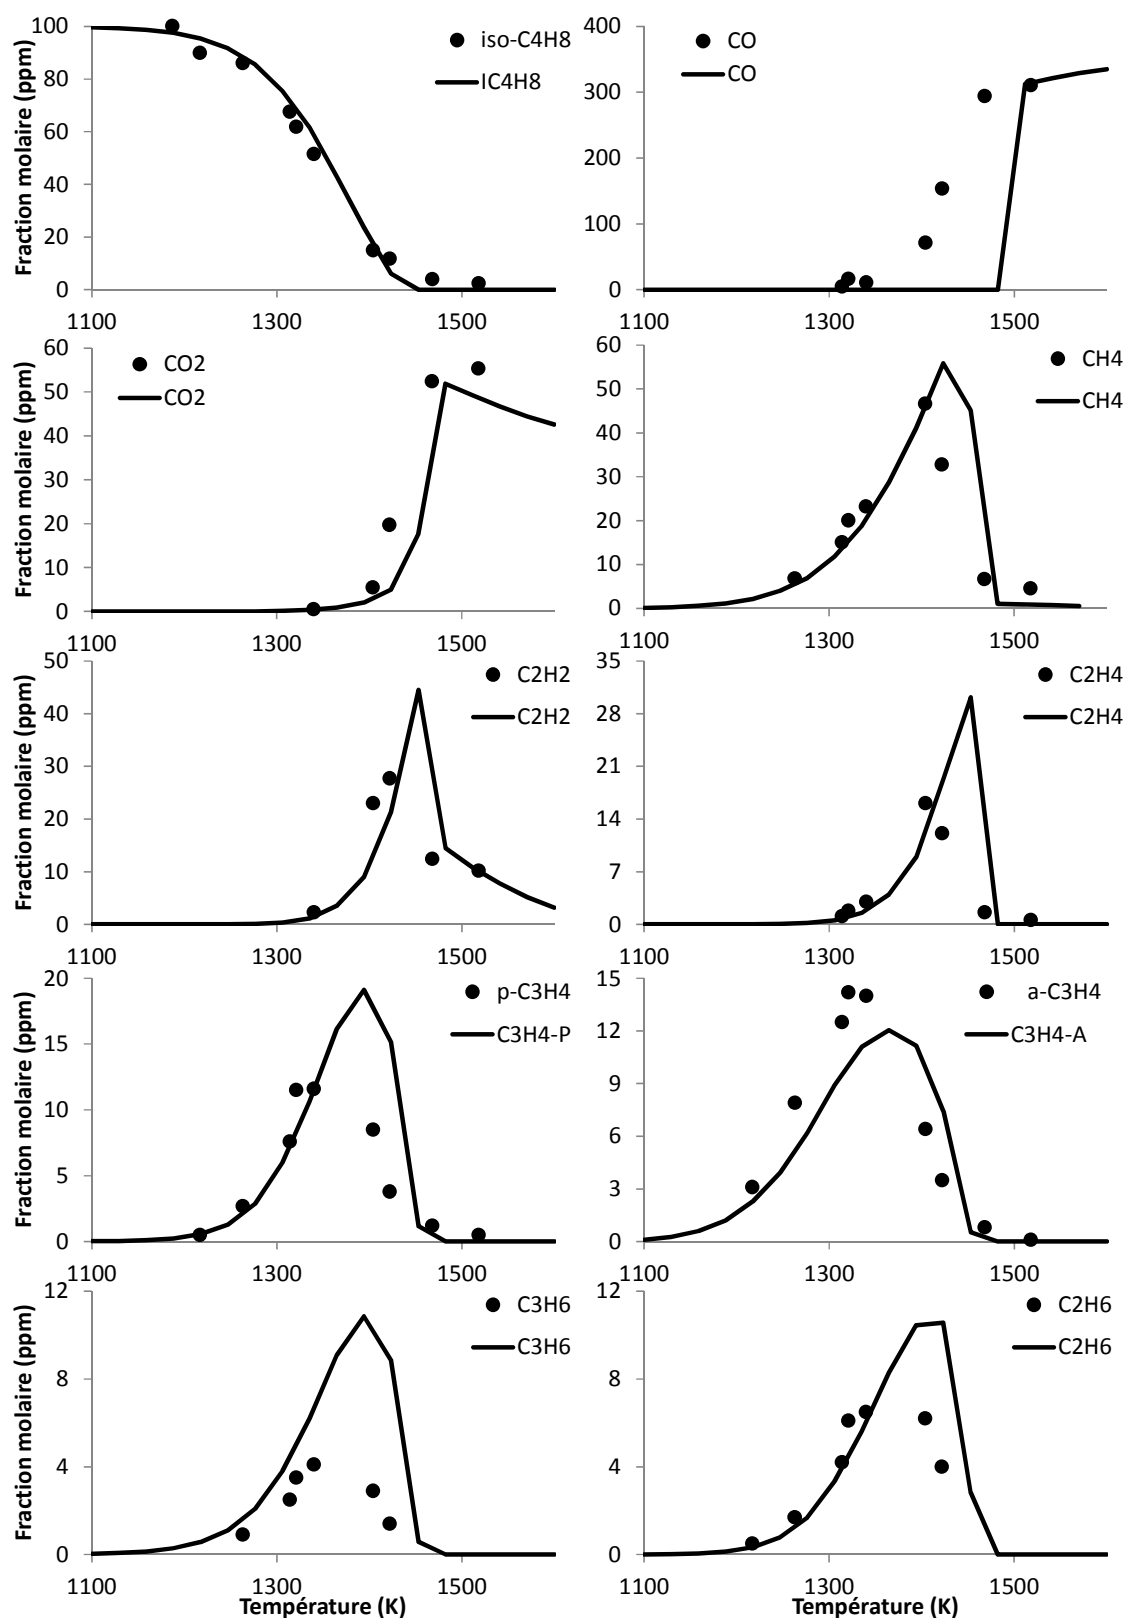 100
80
60
40
20
0
1100 1300 1500
Fraction molaire (ppm)
iso-C4H8
IC4H8
400
300
200
100
0
1100 1300 1500
CO
CO
60
50
40
30
20
10
0
1100 1300 1500
Fraction molaire (ppm)
CO2
CO2
60
50
40
30
20
10
0
1100 1300 1500
CH4
CH4
50
40
30
20
10
0
1100 1300 1500
Fraction molaire (ppm)
C2H2
C2H2
35
28
21
14
7
0
1100 1300 1500
C2H4
C2H4
20
15
10
5
0
1100 1300 1500
Fraction molaire (ppm)
p-C3H4
C3H4-P
15
12
9
6
3
0
1100 1300 1500
a-C3H4
C3H4-A
12
8
4
0
1100 1300 1500
Fraction molaire (ppm)
Température (K)
C3H6
C3H6
12
8
4
0
1100 1300 1500
Température (K)
C2H6
C2H6